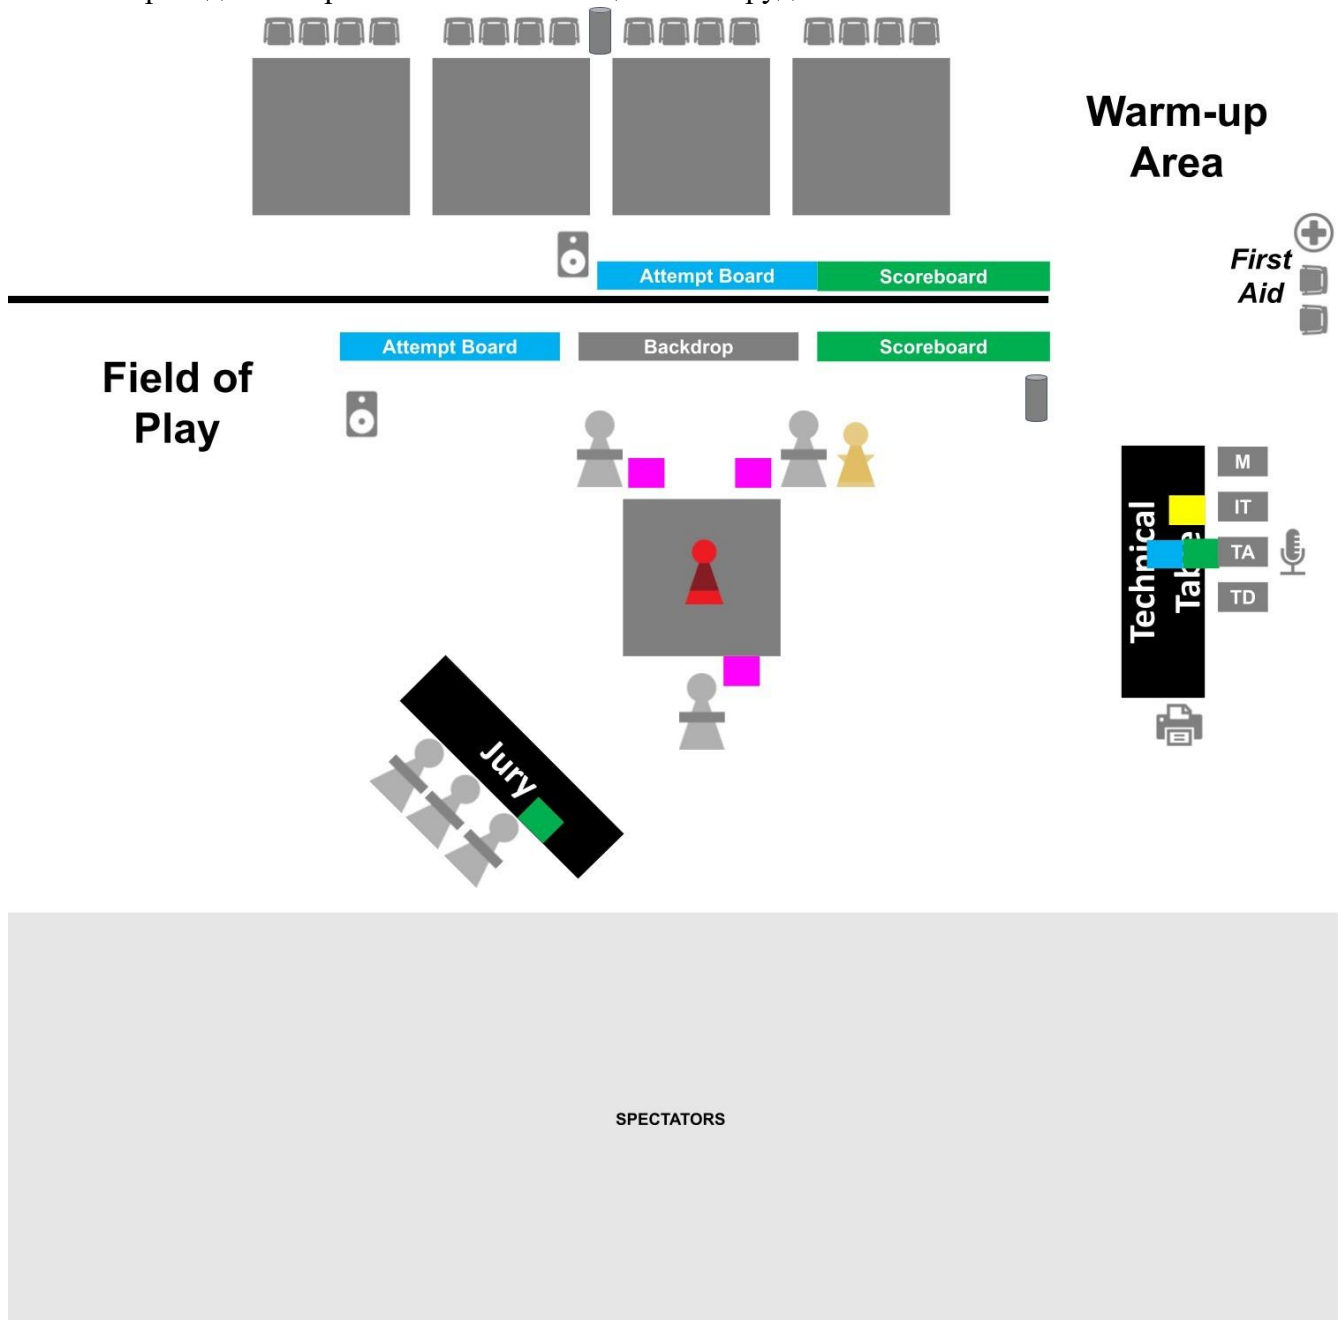 Warm-up
Area
First
Aid
Attempt Board
Scoreboard
Attempt Board
Backdrop
Scoreboard
Field of
Play
M
IT
TA
TD
Technical
Table
Jury
SPECTATORS